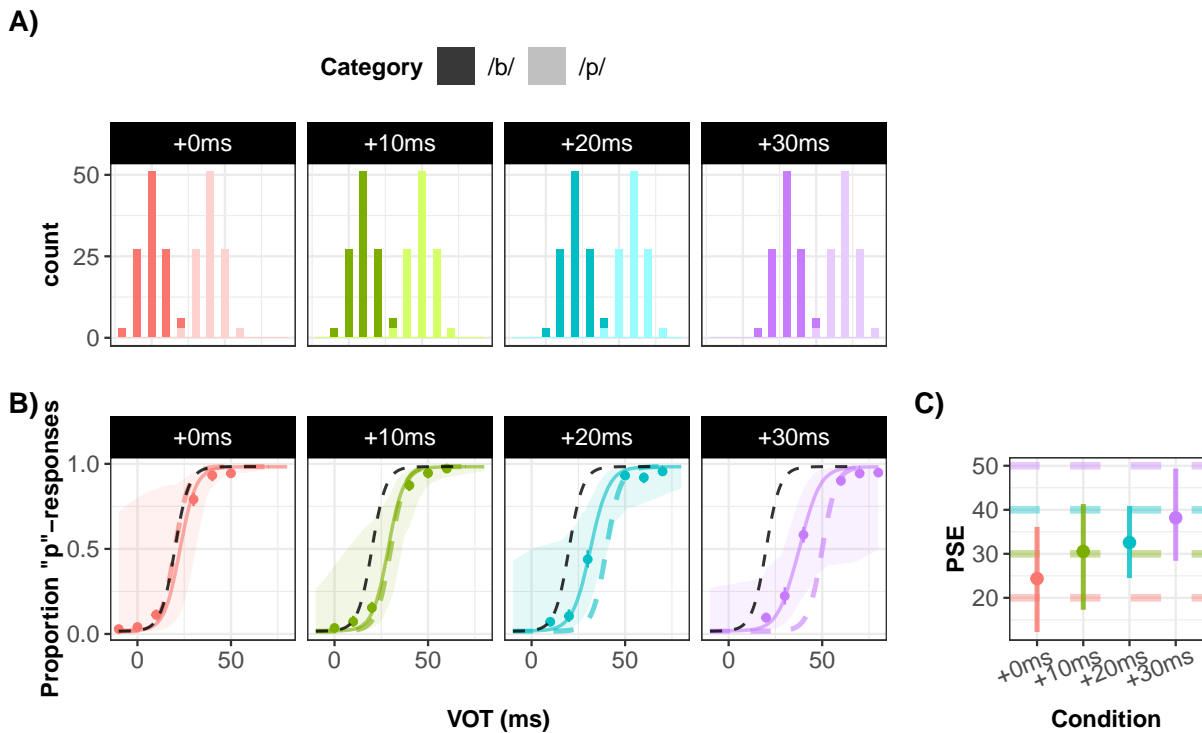 A)
Category /b/ /p/
+0ms +10ms +20ms +30ms
50
25
0
count
B)
+0ms +10ms +20ms +30ms
1.0
0.5
0.0
Proportion "p"−responses
0 50 0 50 0 50 0 50
VOT (ms)
C)
50
40
30
20
PSE
+0ms +10ms +20ms +30ms
Condition